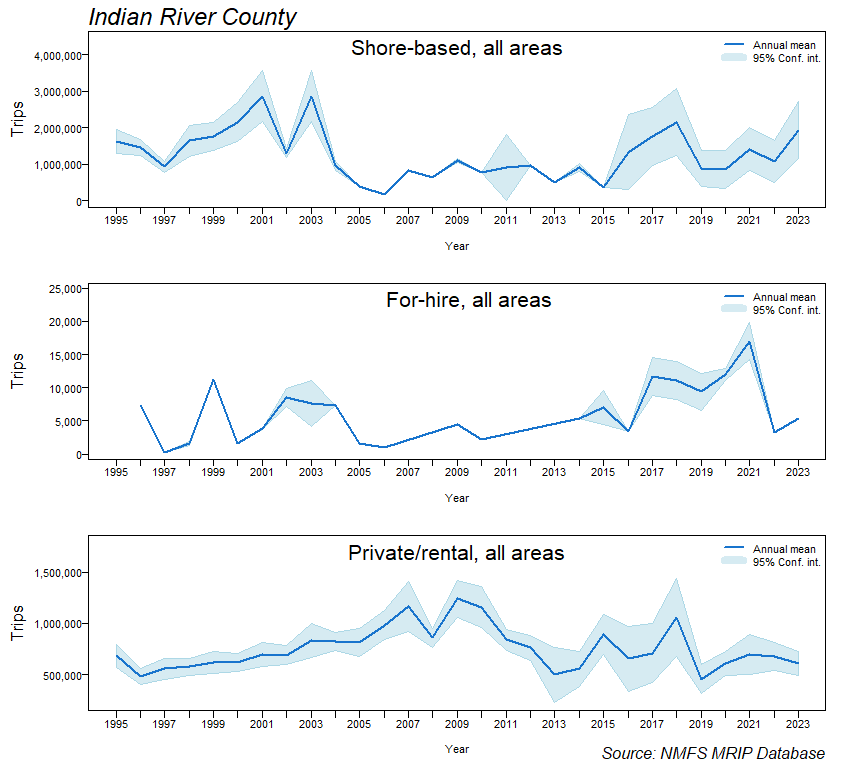 Indian River County
Shore-based, all areas
Annual mean
95% Conf. int.
Trips
4,000,000
3,000,000
2,000,000
1,000,000
0
1995 1997 1999 2001 2003 2005 2007 2009 2011 2013 2015 2017 2019 2021 2023
Year
For-hire, all areas
Annual mean
95% Conf. int.
Trips
25,000
20,000
15,000
10,000
5,000
0
1995 1997 1999 2001 2003 2005 2007 2009 2011 2013 2015 2017 2019 2021 2023
Year
Private/rental, all areas
Annual mean
95% Conf. int.
Trips
1,500,000
1,000,000
500,000
1995 1997 1999 2001 2003 2005 2007 2009 2011 2013 2015 2017 2019 2021 2023
Year
Source: NMFS MRIP Database